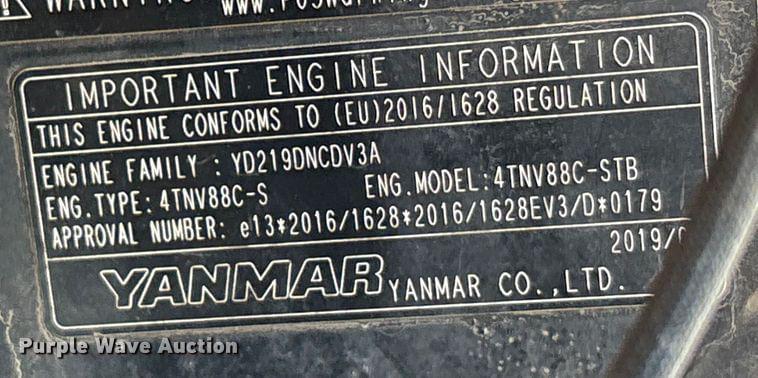 IMPORTANT ENGINE INFORMATION
THIS ENGINE CONFORMS TO (EU)2016/1628 REGULATION
ENGINE FAMILY : YD219DNCDV3A
ENG.TYPE: 4TNV88C-S ENG.MODEL:4TNV88C-STB
APPROVAL NUMBER: e13*2016/1628*2016/1628EV3/D*0179
2019/
YANMAR YANMAR CO.,LTD.
Purple Wave Auction